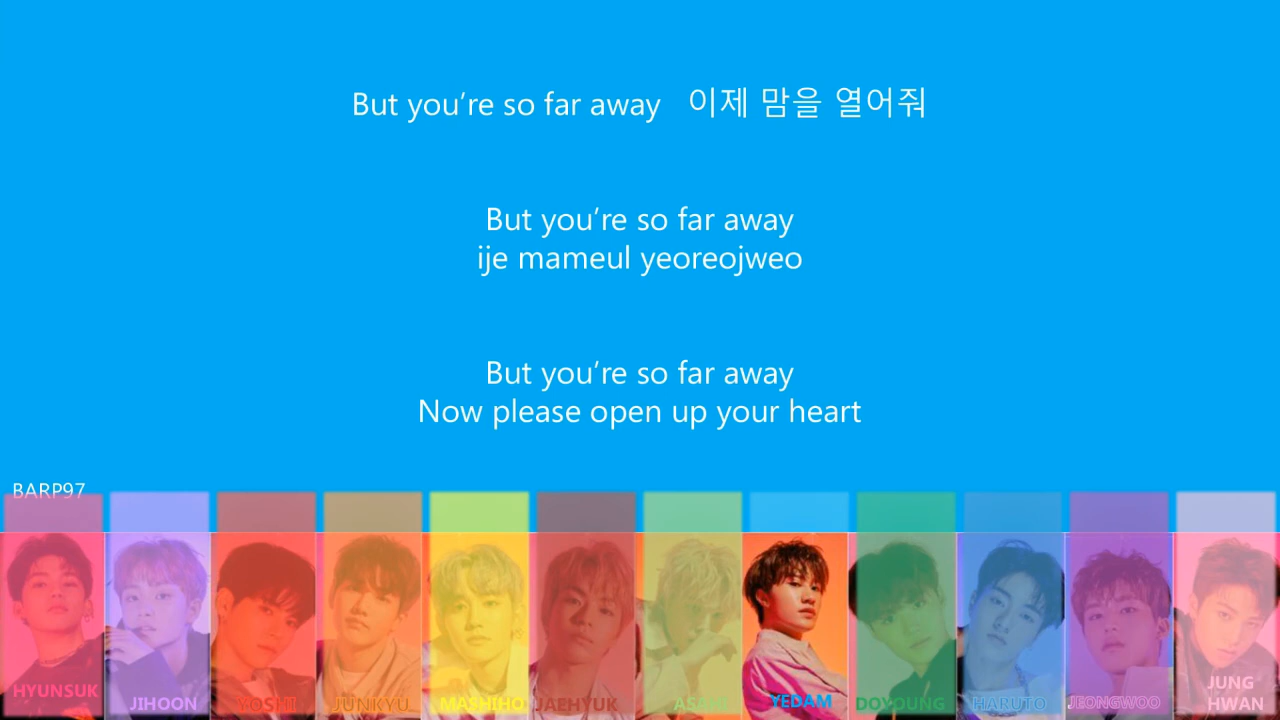 But you’re so far away 이제 맘을 열어줘
But you’re so far away
ije mameul yeoreojweo
But you’re so far away
Now please open up your heart
BARP97
HYUNSUK
JIHOON
YOSHI
JUNKYU
MASHIHO
JAEHYUK
ASAHI
YEDAM
DOYOUNG
HARUTO
JEONGWOO
JUNG
HWAN